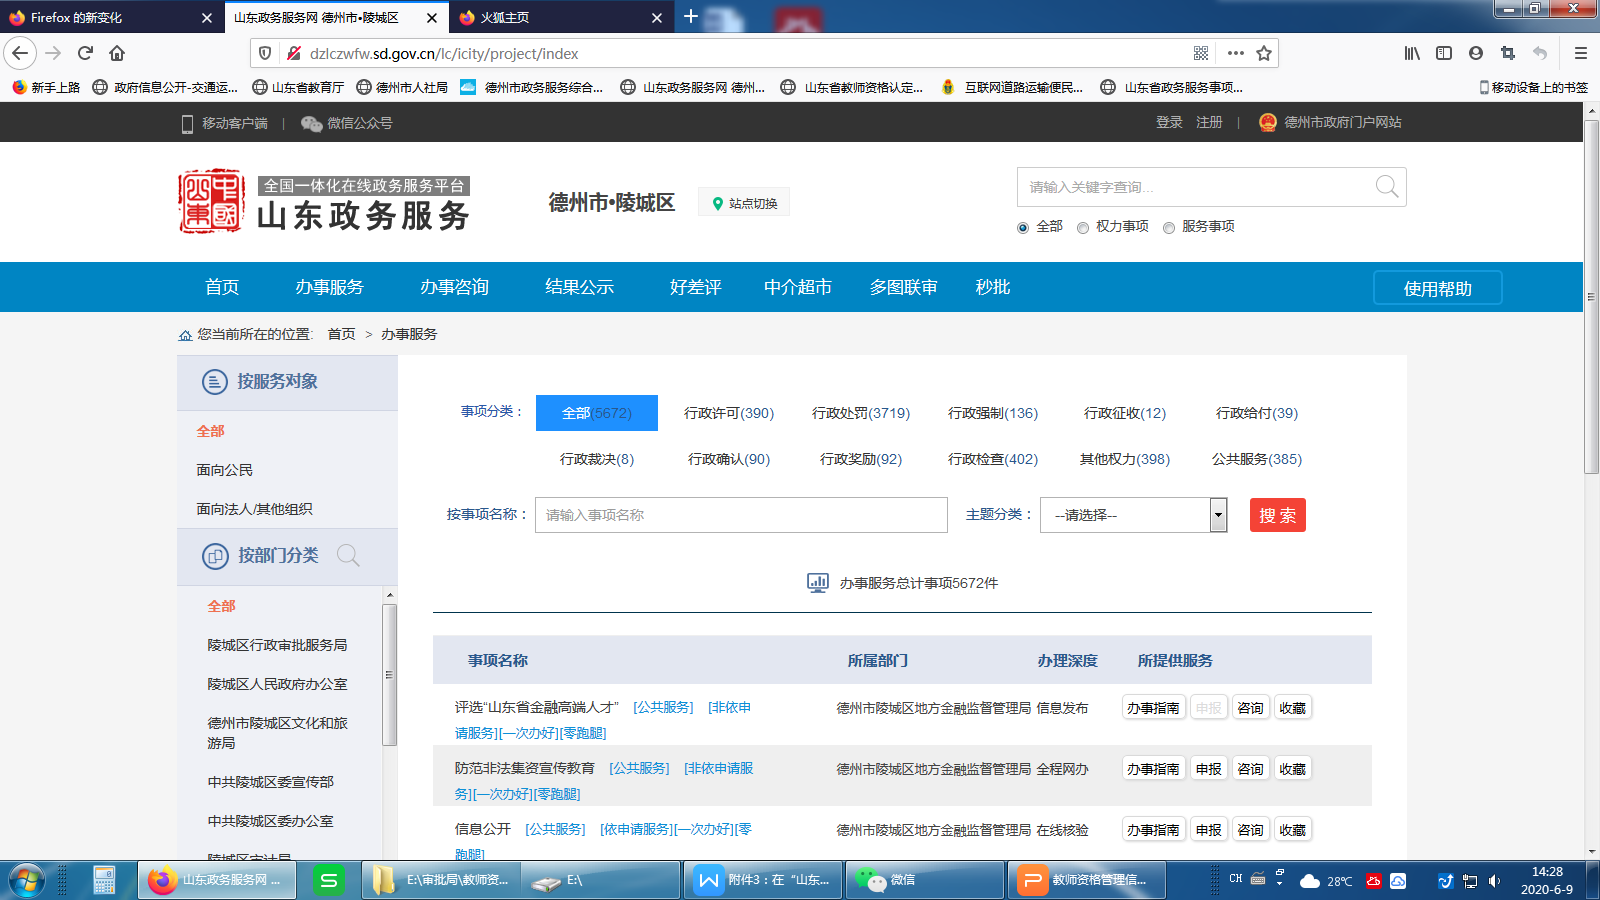 Firefox 的新变化
山东政务服务网 德州市•陵城区
火狐主页
dzlczwfw.sd.gov.cn/lc/icity/project/index
新手上路
政府信息公开-交通运...
山东省教育厅
德州市人社局
德州市政务服务综合...
山东政务服务网 德州...
山东省教师资格认定...
互联网道路运输便民...
山东省政务服务事项...
移动设备上的书签
移动客户端 | 微信公众号
登录 注册 | 德州市政府门户网站
全国一体化在线政务服务平台
山东政务服务
德州市•陵城区
站点切换
请输入关键字查询...
全部 权力事项 服务事项
首页 办事服务 办事咨询 结果公示 好差评 中介超市 多图联审 秒批 使用帮助
您当前所在的位置: 首页 > 办事服务
按服务对象
全部
面向公民
面向法人/其他组织
按部门分类
全部
陵城区行政审批服务局
陵城区人民政府办公室
德州市陵城区文化和旅
游局
中共陵城区委宣传部
中共陵城区委办公室
陵城区审计局
事项分类： 全部(5672) 行政许可(390) 行政处罚(3719) 行政强制(136) 行政征收(12) 行政给付(39)
行政裁决(8) 行政确认(90) 行政奖励(92) 行政检查(402) 其他权力(398) 公共服务(385)
按事项名称： 请输入事项名称 主题分类： --请选择-- 搜 索
办事服务总计事项5672件
事项名称 所属部门 办理深度 所提供服务
评选“山东省金融高端人才” [公共服务] [非依申
请服务][一次办好][零跑腿]
德州市陵城区地方金融监督管理局 信息发布 办事指南 申报 咨询 收藏
防范非法集资宣传教育 [公共服务] [非依申请服
务][一次办好][零跑腿]
德州市陵城区地方金融监督管理局 全程网办 办事指南 申报 咨询 收藏
信息公开 [公共服务] [依申请服务][一次办好][零
跑腿]
德州市陵城区地方金融监督管理局 在线核验 办事指南 申报 咨询 收藏
山东政务服务网 ...
E:\审批局\教师资...
E:\
附件3：在“山东...
微信
教师资格管理信...
CH
28℃
14:28
2020-6-9